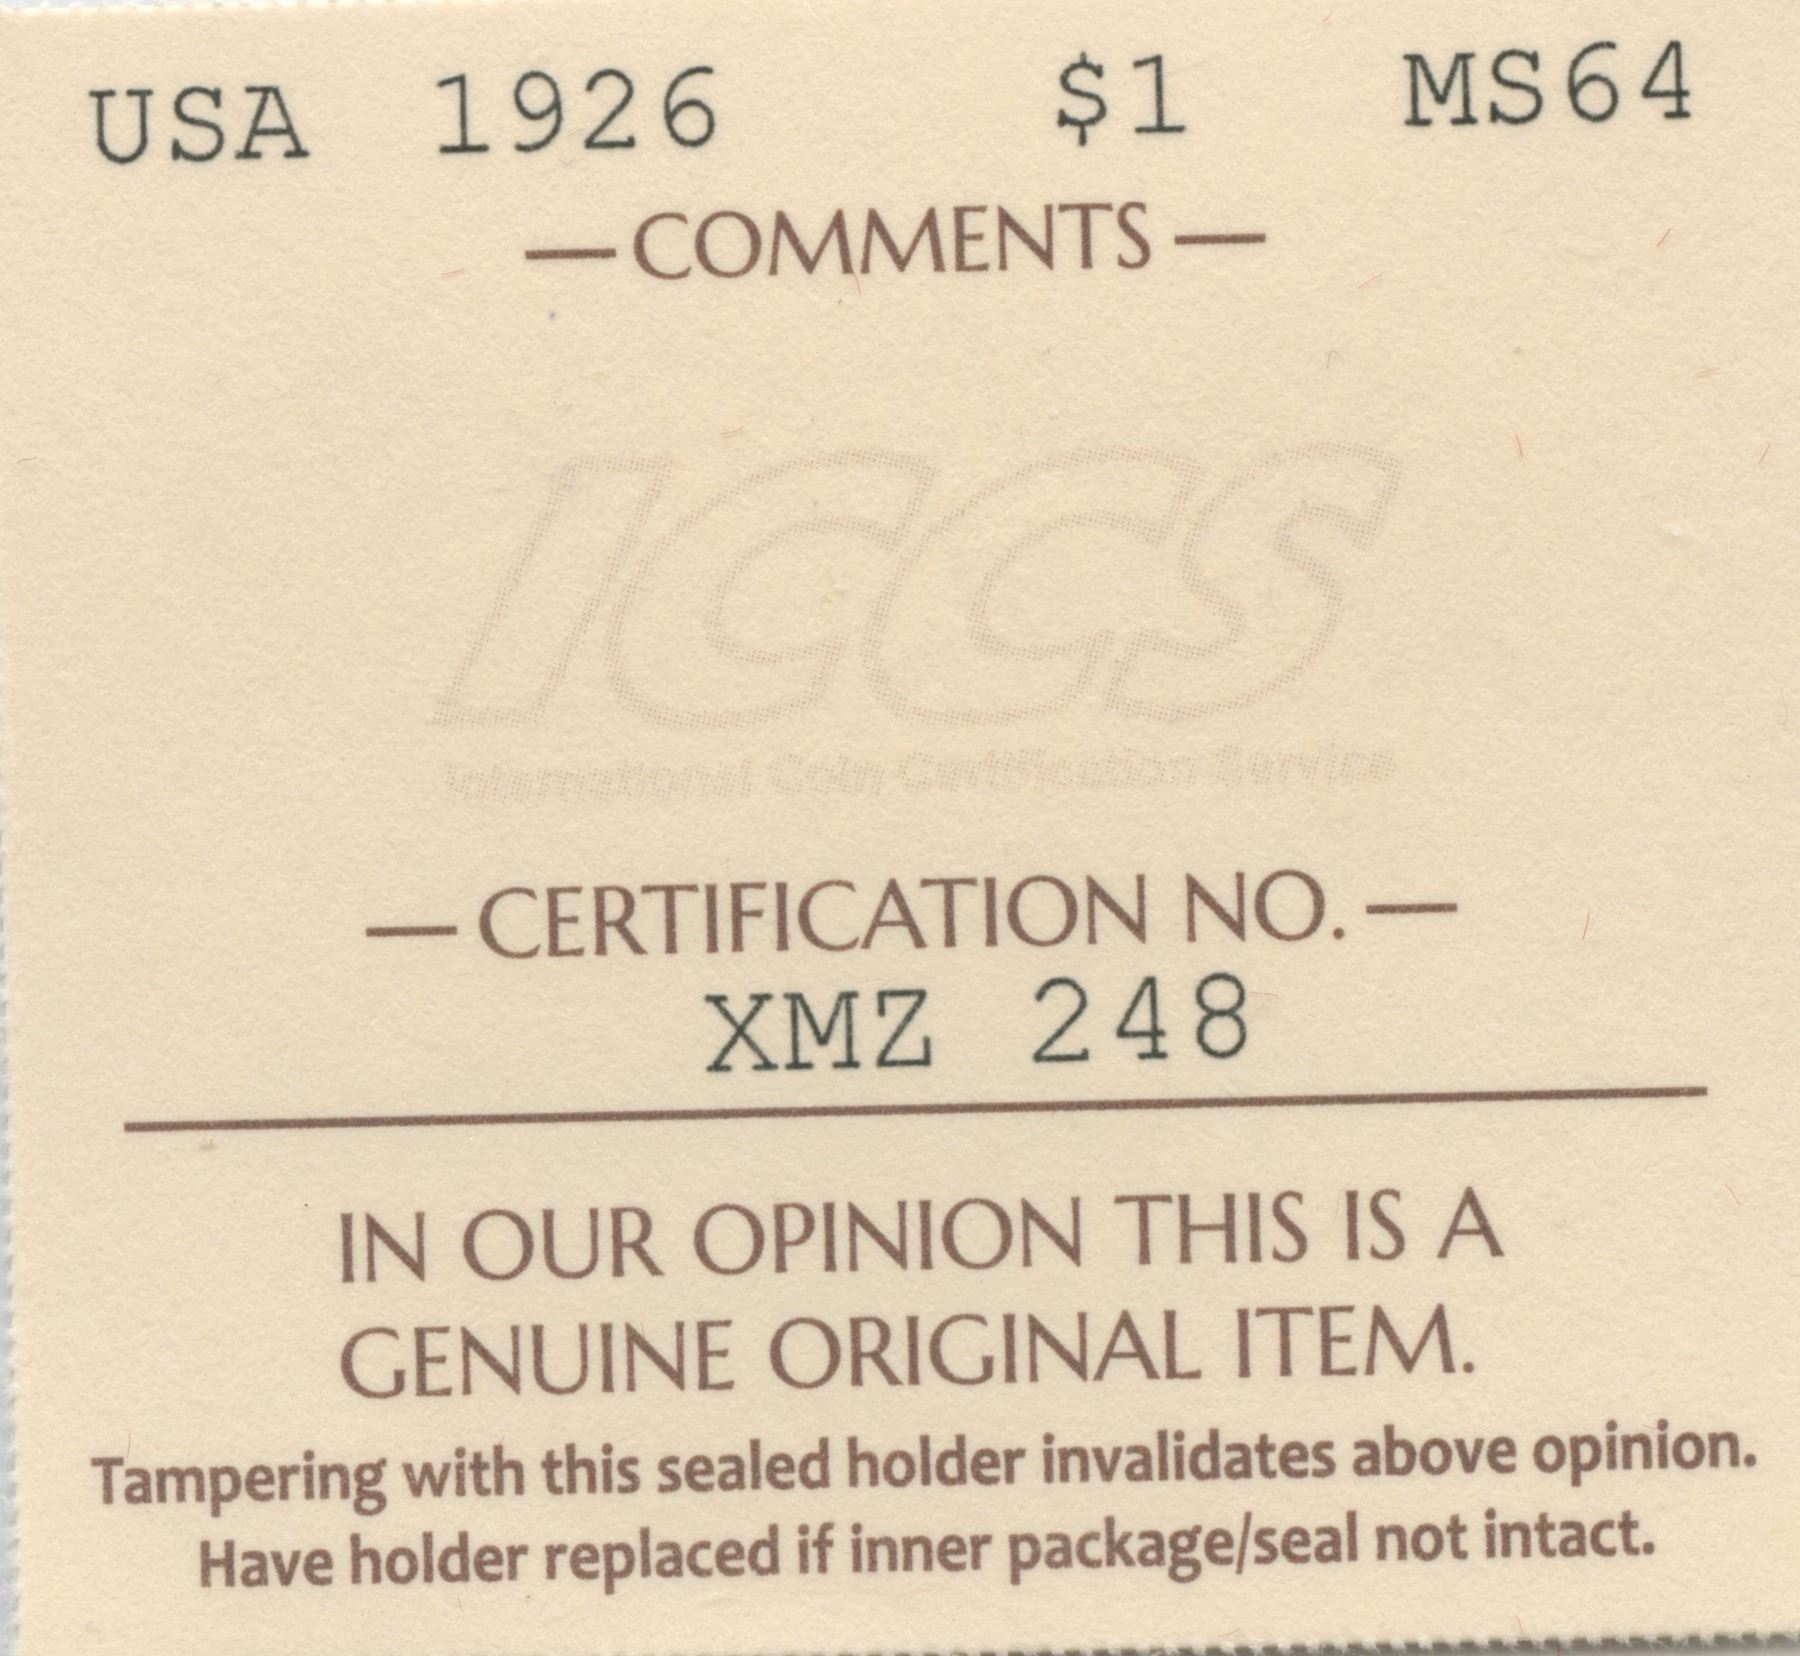 USA 1926 $1 MS64
— COMMENTS —
ICCS
International Coin Certification Service
— CERTIFICATION NO. —
XMZ 248
IN OUR OPINION THIS IS A
GENUINE ORIGINAL ITEM.
Tampering with this sealed holder invalidates above opinion.
Have holder replaced if inner package/seal not intact.